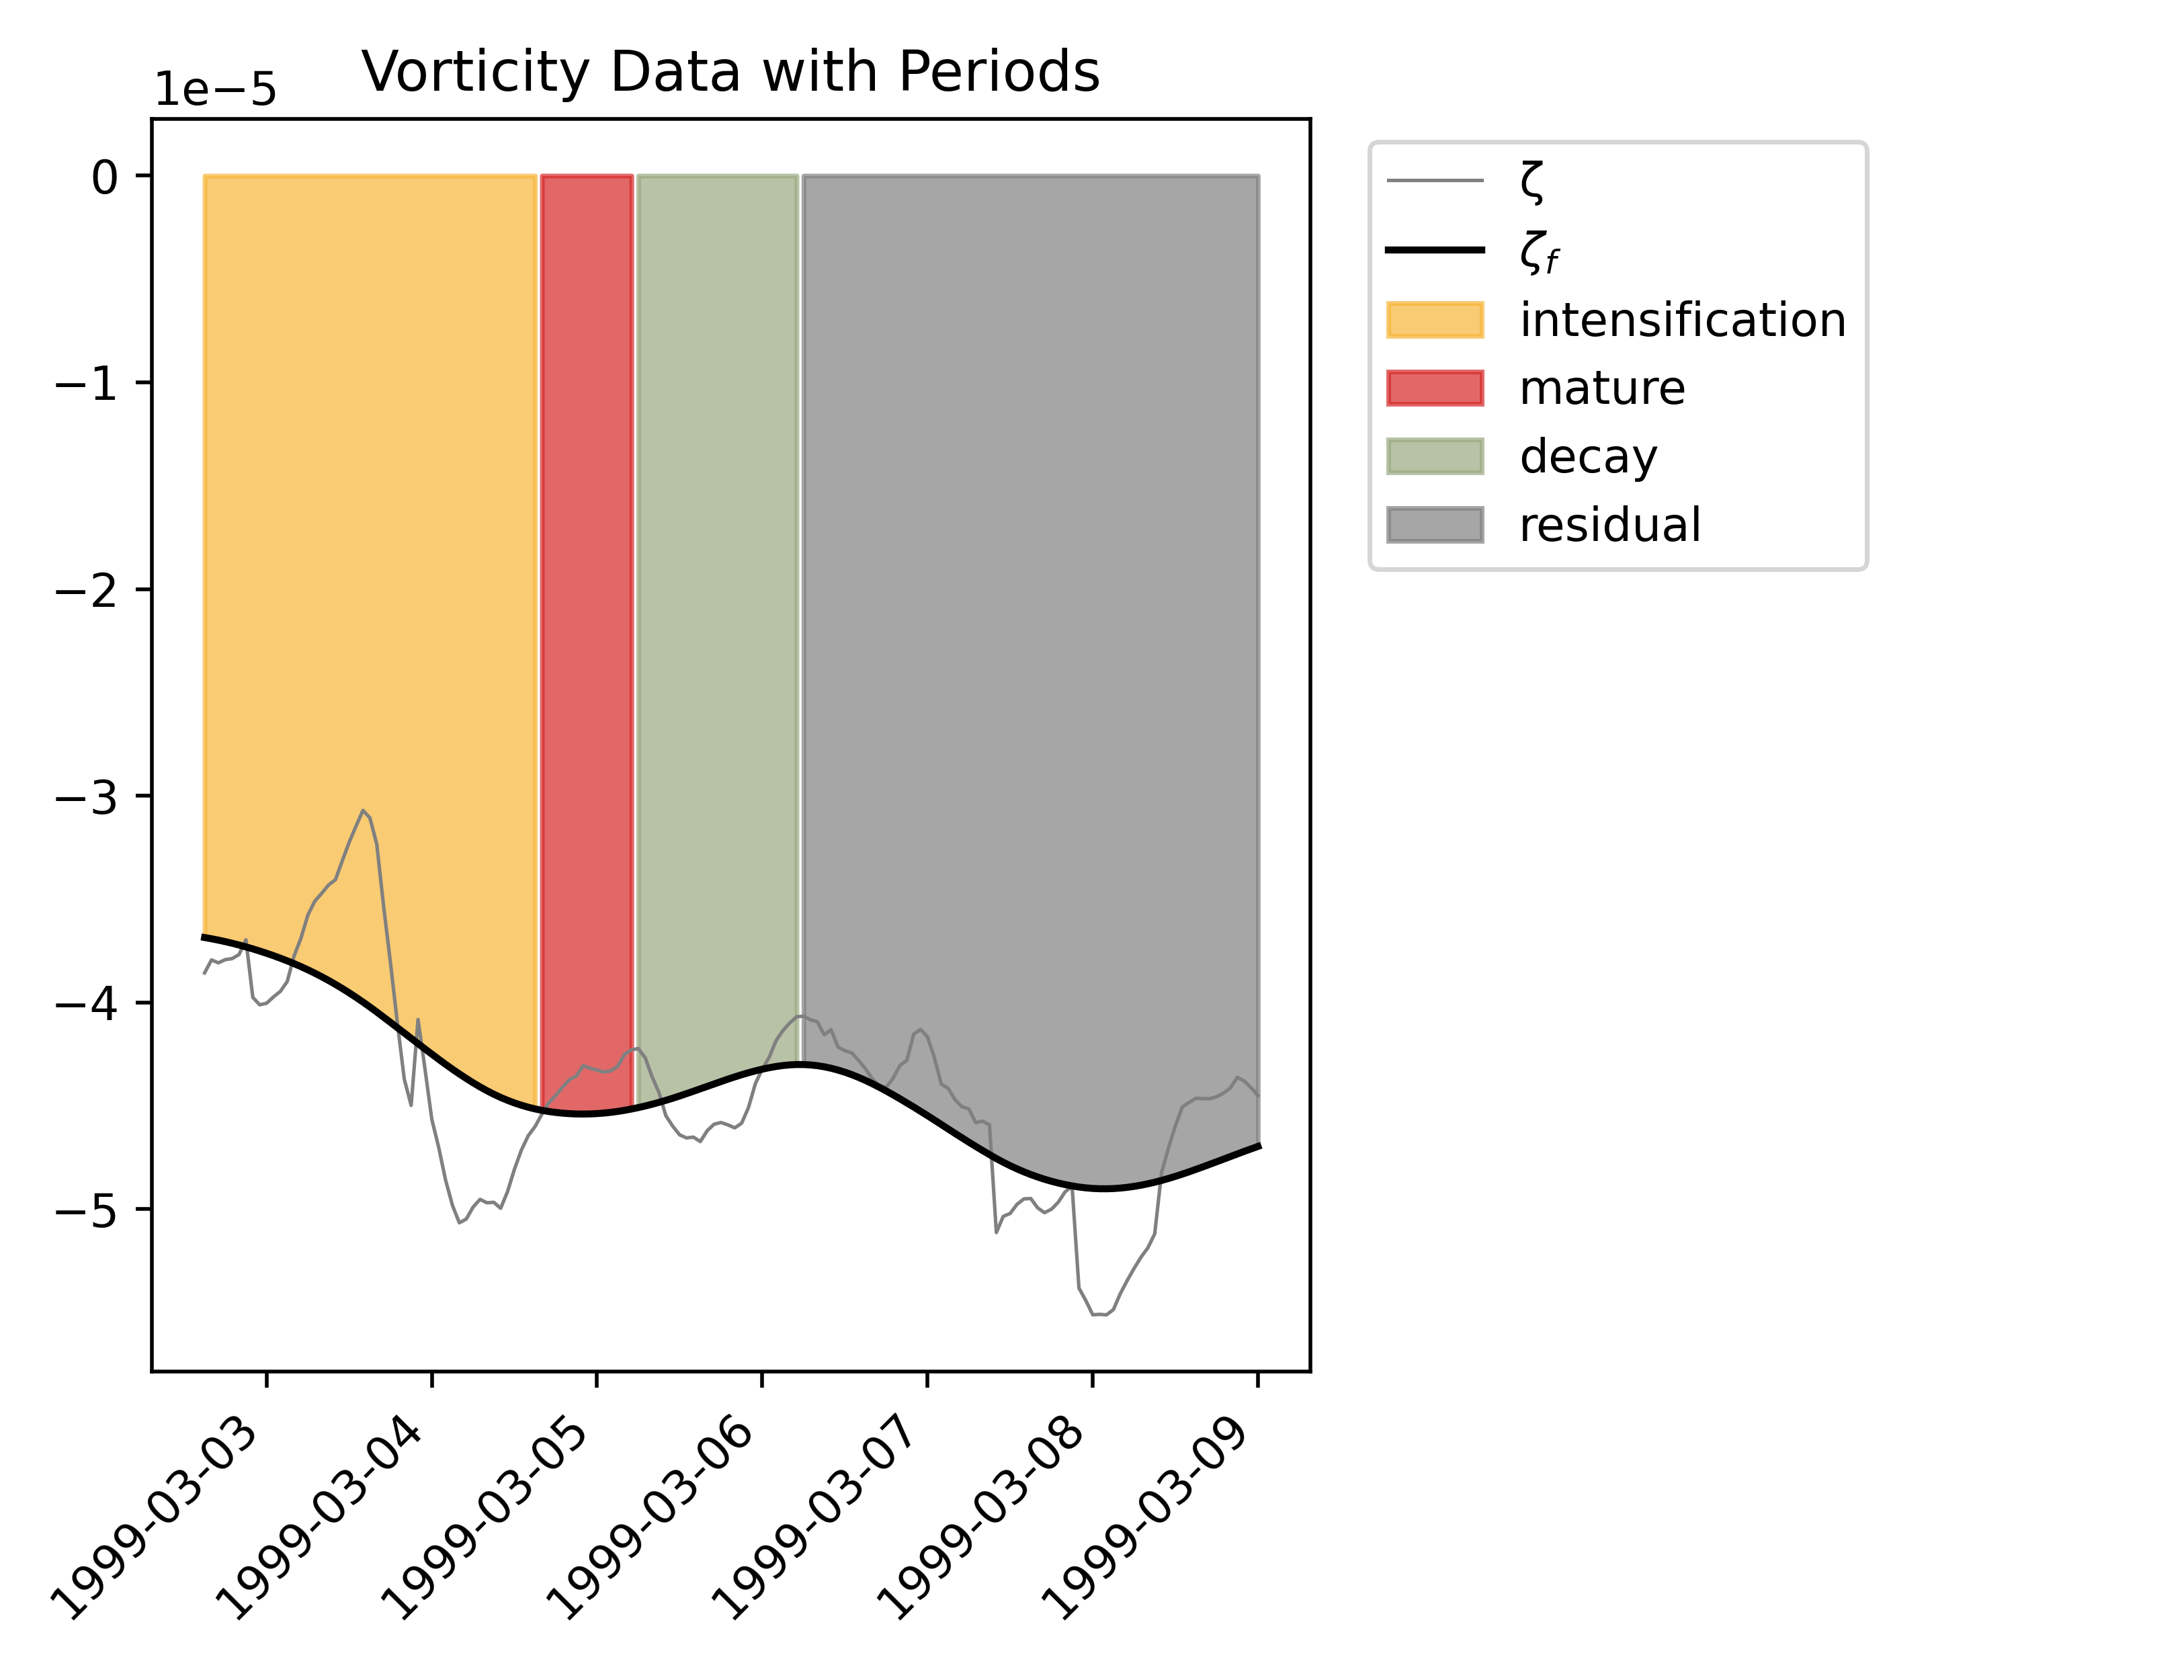 Vorticity Data with Periods
1e−5
0
−1
−2
−3
−4
−5
1999-03-03
1999-03-04
1999-03-05
1999-03-06
1999-03-07
1999-03-08
1999-03-09
ζ
ζf
intensification
mature
decay
residual